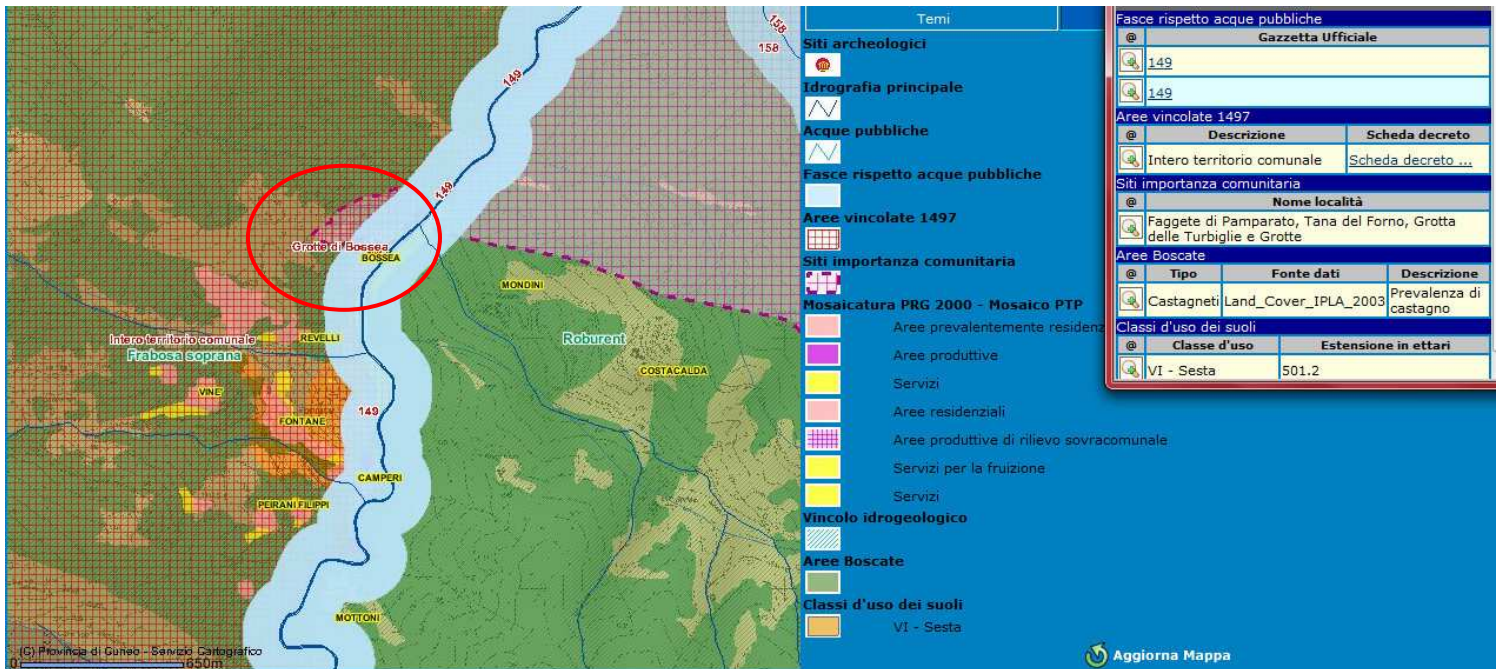 149
158
158
149
Grotte di Bossea
BOSSEA
MONDINI
Intero territorio comunale
Frabosa soprana
REVELLI
Roburent
COSTACALDA
VINE'
149
FONTANE
CAMPERI
PEIRANI FILIPPI
MOTTONI
(C) Provincia di Cuneo - Servizio Cartografico
0 650m
Temi
Siti archeologici
Idrografia principale
Acque pubbliche
Fasce rispetto acque pubbliche
Aree vincolate 1497
Siti importanza comunitaria
Mosaicatura PRG 2000 - Mosaico PTP
Aree prevalentemente
Aree produttive
Servizi
Aree residenziali
Aree produttive di rilievo sovracomunale
Servizi per la fruizione
Servizi
Vincolo idrogeologico
Aree Boscate
Classi d'uso dei suoli
VI - Sesta
Aggiorna Mappa
Fasce rispetto acque pubbliche
@ Gazzetta Ufficiale
149
149
Aree vincolate 1497
@ Descrizione Scheda decreto
Intero territorio comunale Scheda decreto ...
Siti importanza comunitaria
@ Nome località
Faggete di Pamparato, Tana del Forno, Grotta
delle Turbiglie e Grotte
Aree Boscate
@ Tipo Fonte dati Descrizione
Castagneti Land_Cover_IPLA_2003 Prevalenza di
castagno
Classi d'uso dei suoli
@ Classe d'uso Estensione in ettari
VI - Sesta 501.2